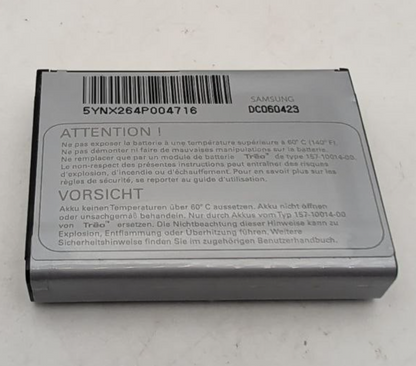 SAMSUNG
5YNX264P004716 DC060423
ATTENTION !
Ne pas exposer la batterie à une température supérieure à 60° C (140° F).
Ne pas démonter ni faire de mauvaises manipulations sur la batterie.
Ne remplacer que par un module de batterie Treo™ de type 157-10014-00.
Le non-respect des présentes instructions peut entraîner des risques
d'explosion, d'incendie ou d'échauffement. Pour en savoir plus sur les
règles de sécurité, se reporter au guide d'utilisation.
VORSICHT
Akku keinen Temperaturen über 60° C aussetzen. Akku nicht öffnen
oder unsachgemäß behandeln. Nur durch Akkus vom Typ 157-10014-00
von Treo™ ersetzen. Die Nichtbeachtung dieser Hinweise kann zu
Explosion, Entflammung oder Überhitzung führen. Weitere
Sicherheitshinweise finden Sie im zugehörigen Benutzerhandbuch.